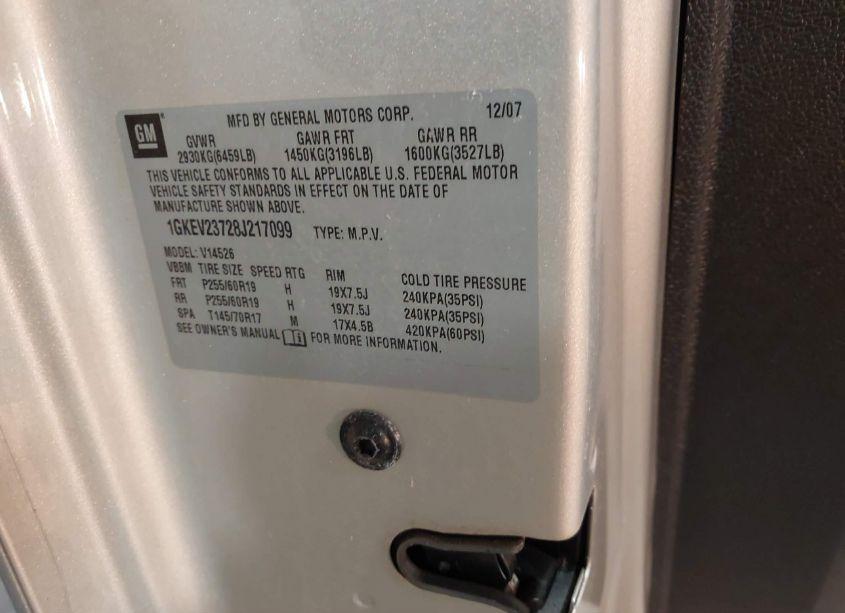 GM
MFD BY GENERAL MOTORS CORP. 12/07
GVWR GAWR FRT GAWR RR
2930KG(6459LB) 1450KG(3196LB) 1600KG(3527LB)
THIS VEHICLE CONFORMS TO ALL APPLICABLE U.S. FEDERAL MOTOR
VEHICLE SAFETY STANDARDS IN EFFECT ON THE DATE OF
MANUFACTURE SHOWN ABOVE.
1GKEV23728J217099 TYPE: M.P.V.
MODEL: V14526
VBBM TIRE SIZE SPEED RTG RIM COLD TIRE PRESSURE
FRT P255/60R19 H 19X7.5J 240KPA(35PSI)
RR P255/60R19 H 19X7.5J 240KPA(35PSI)
SPA T145/70R17 M 17X4.5B 420KPA(60PSI)
SEE OWNER'S MANUAL FOR MORE INFORMATION.